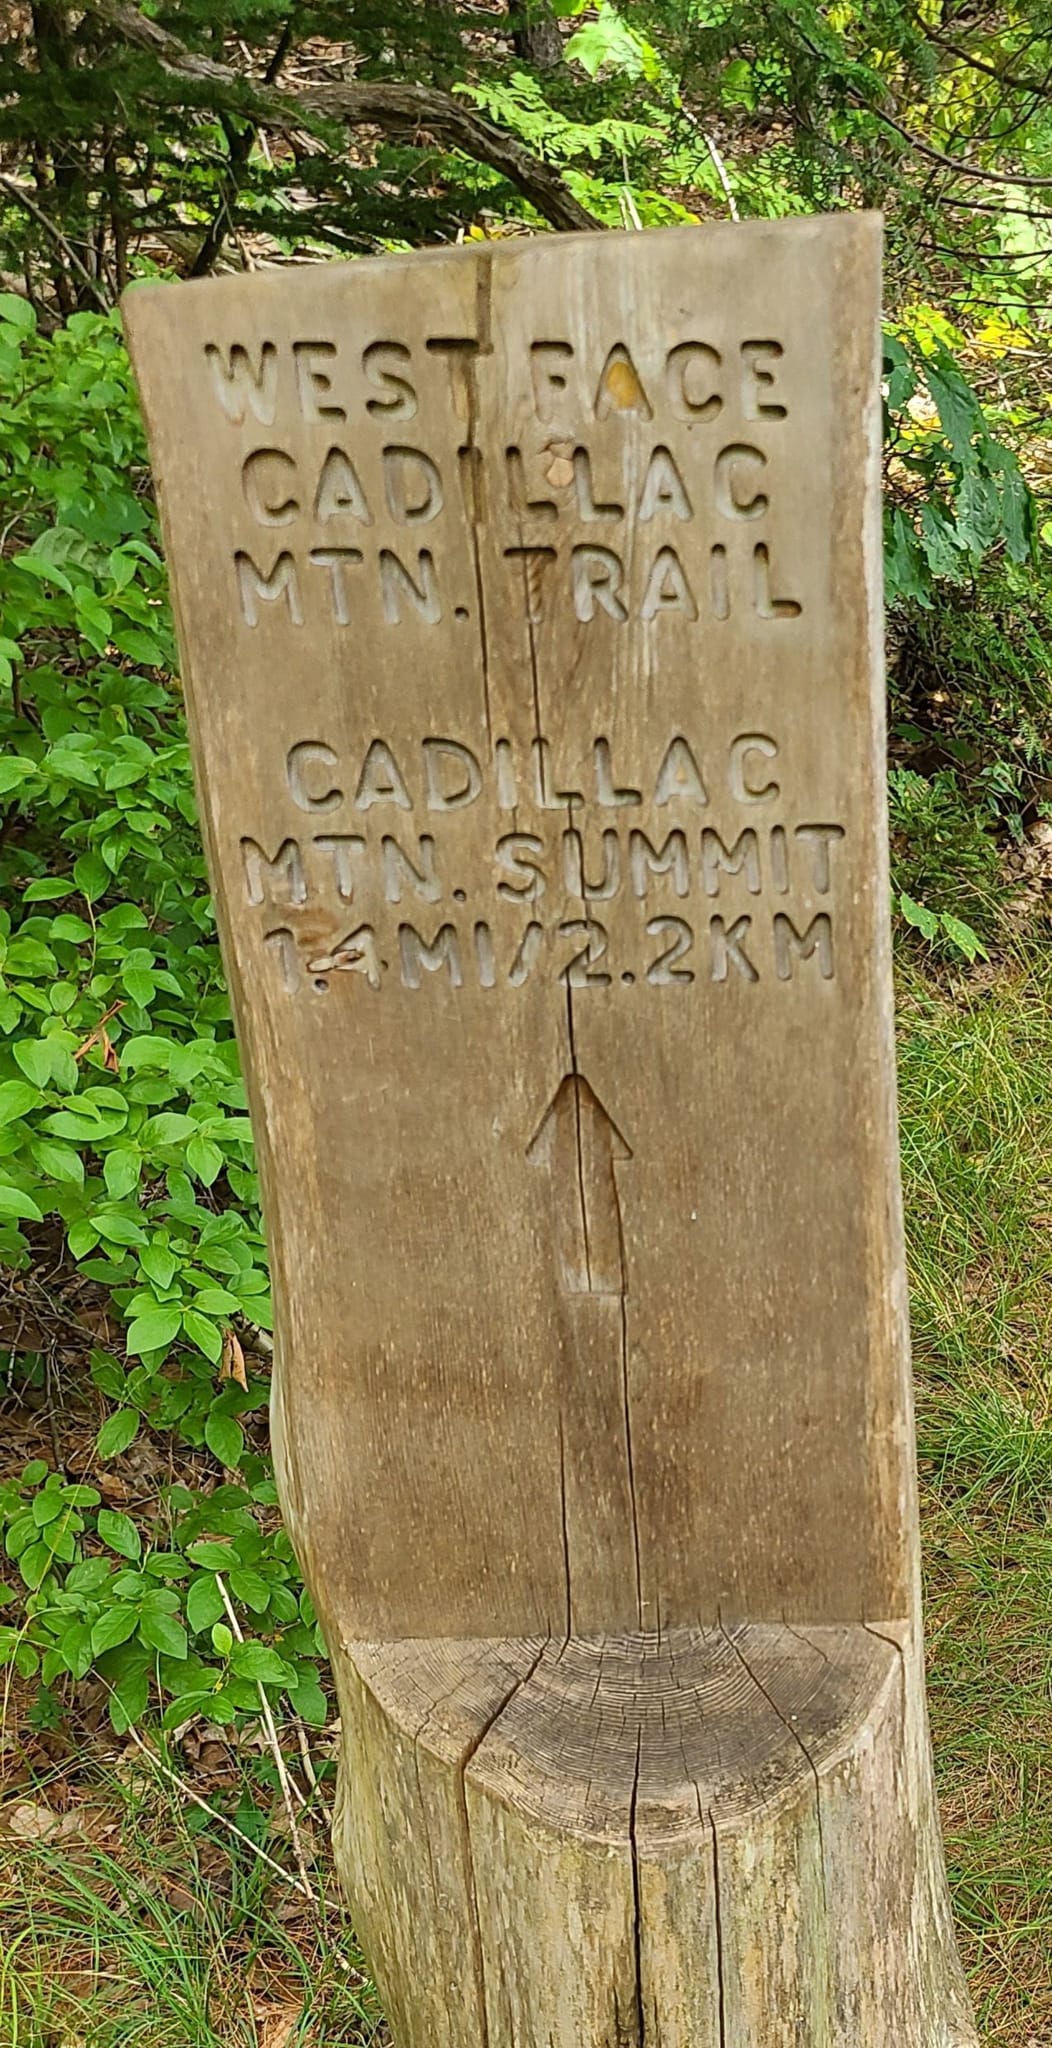 WEST FACE
CADILLAC
MTN. TRAIL
CADILLAC
MTN. SUMMIT
1.4MI/2.2KM